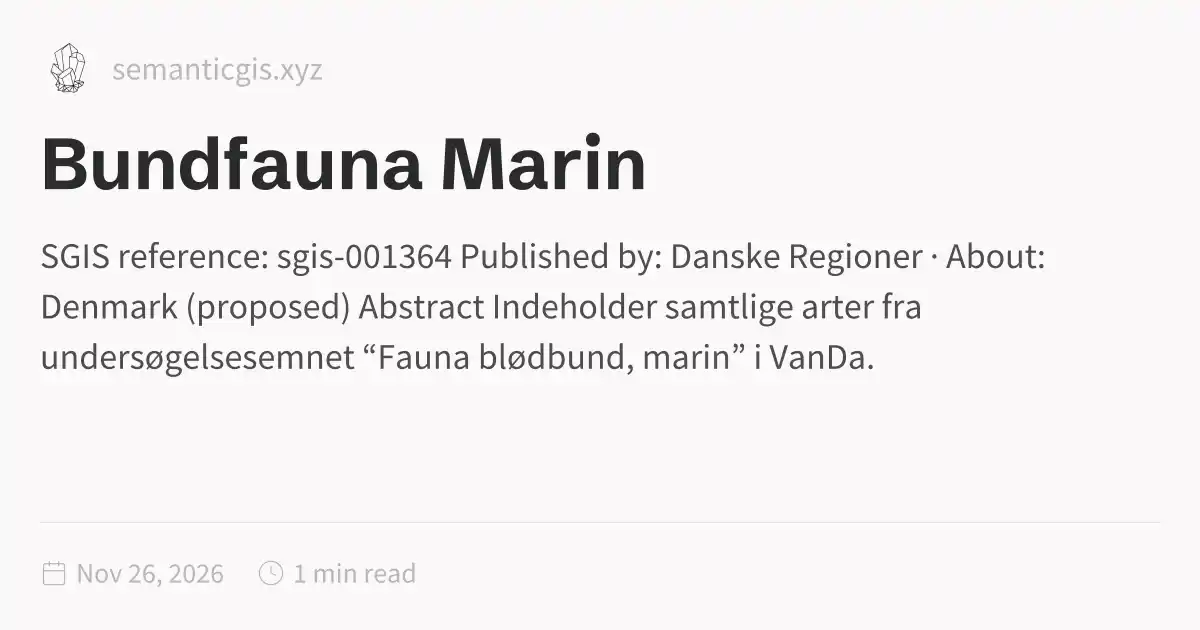 semanticgis.xyz
Bundfauna Marin
SGIS reference: sgis-001364 Published by: Danske Regioner · About:
Denmark (proposed) Abstract Indeholder samtlige arter fra
undersøgelsesemnet “Fauna blødbund, marin” i VanDa.
Nov 26, 2026 1 min read